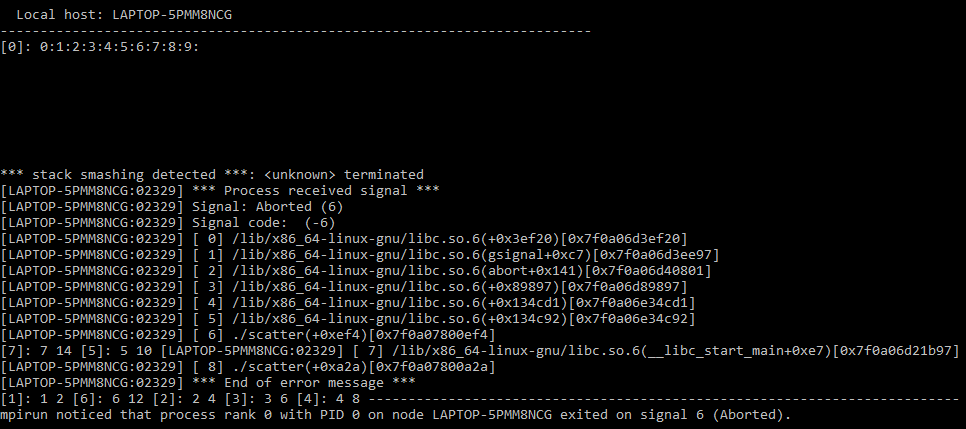 Local host: LAPTOP-5PMM8NCG
--------------------------------------------------------------------------
[0]: 0:1:2:3:4:5:6:7:8:9:
*** stack smashing detected ***: <unknown> terminated
[LAPTOP-5PMM8NCG:02329] *** Process received signal ***
[LAPTOP-5PMM8NCG:02329] Signal: Aborted (6)
[LAPTOP-5PMM8NCG:02329] Signal code:  (-6)
[LAPTOP-5PMM8NCG:02329] [ 0] /lib/x86_64-linux-gnu/libc.so.6(+0x3ef20)[0x7f0a06d3ef20]
[LAPTOP-5PMM8NCG:02329] [ 1] /lib/x86_64-linux-gnu/libc.so.6(gsignal+0xc7)[0x7f0a06d3ee97]
[LAPTOP-5PMM8NCG:02329] [ 2] /lib/x86_64-linux-gnu/libc.so.6(abort+0x141)[0x7f0a06d40801]
[LAPTOP-5PMM8NCG:02329] [ 3] /lib/x86_64-linux-gnu/libc.so.6(+0x89897)[0x7f0a06d89897]
[LAPTOP-5PMM8NCG:02329] [ 4] /lib/x86_64-linux-gnu/libc.so.6(+0x134cd1)[0x7f0a06e34cd1]
[LAPTOP-5PMM8NCG:02329] [ 5] /lib/x86_64-linux-gnu/libc.so.6(+0x134c92)[0x7f0a06e34c92]
[LAPTOP-5PMM8NCG:02329] [ 6] ./scatter(+0xef4)[0x7f0a07800ef4]
[7]: 7 14 [5]: 5 10 [LAPTOP-5PMM8NCG:02329] [ 7] /lib/x86_64-linux-gnu/libc.so.6(__libc_start_main+0xe7)[0x7f0a06d21b97]
[LAPTOP-5PMM8NCG:02329] [ 8] ./scatter(+0xa2a)[0x7f0a07800a2a]
[LAPTOP-5PMM8NCG:02329] *** End of error message ***
[1]: 1 2 [6]: 6 12 [2]: 2 4 [3]: 3 6 [4]: 4 8 --------------------------------------------------------------------------
mpirun noticed that process rank 0 with PID 0 on node LAPTOP-5PMM8NCG exited on signal 6 (Aborted).